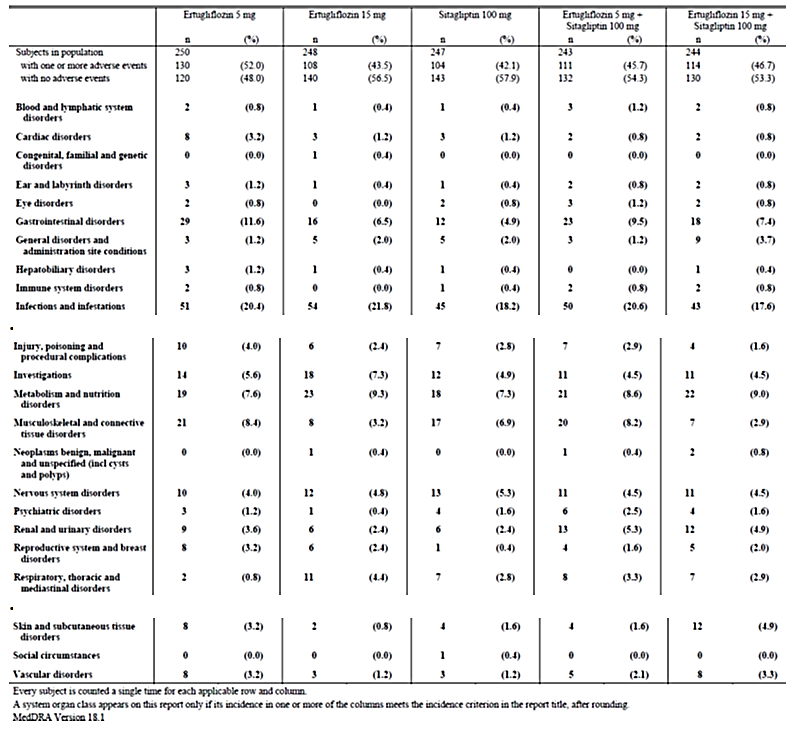 Ertugliflozin 5 mg Ertugliflozin 15 mg Sitagliptin 100 mg Ertugliflozin 5 mg + Ertugliflozin 15 mg +
Sitagliptin 100 mg Sitagliptin 100 mg
n (%) n (%) n (%) n (%) n (%)
Subjects in population 250 248 247 243 244
with one or more adverse events 130 (52.0) 108 (43.5) 104 (42.1) 111 (45.7) 114 (46.7)
with no adverse events 120 (48.0) 140 (56.5) 143 (57.9) 132 (54.3) 130 (53.3)
Blood and lymphatic system 2 (0.8) 1 (0.4) 1 (0.4) 3 (1.2) 2 (0.8)
disorders
Cardiac disorders 8 (3.2) 3 (1.2) 3 (1.2) 2 (0.8) 2 (0.8)
Congenital, familial and genetic 0 (0.0) 1 (0.4) 0 (0.0) 0 (0.0) 0 (0.0)
disorders
Ear and labyrinth disorders 3 (1.2) 1 (0.4) 1 (0.4) 2 (0.8) 2 (0.8)
Eye disorders 2 (0.8) 0 (0.0) 2 (0.8) 3 (1.2) 2 (0.8)
Gastrointestinal disorders 29 (11.6) 16 (6.5) 12 (4.9) 23 (9.5) 18 (7.4)
General disorders and 3 (1.2) 5 (2.0) 5 (2.0) 3 (1.2) 9 (3.7)
administration site conditions
Hepatobiliary disorders 3 (1.2) 1 (0.4) 1 (0.4) 0 (0.0) 1 (0.4)
Immune system disorders 2 (0.8) 0 (0.0) 1 (0.4) 2 (0.8) 2 (0.8)
Infections and infestations 51 (20.4) 54 (21.8) 45 (18.2) 50 (20.6) 43 (17.6)
Injury, poisoning and 10 (4.0) 6 (2.4) 7 (2.8) 7 (2.9) 4 (1.6)
procedural complications
Investigations 14 (5.6) 18 (7.3) 12 (4.9) 11 (4.5) 11 (4.5)
Metabolism and nutrition 19 (7.6) 23 (9.3) 18 (7.3) 21 (8.6) 22 (9.0)
disorders
Musculoskeletal and connective 21 (8.4) 8 (3.2) 17 (6.9) 20 (8.2) 7 (2.9)
tissue disorders
Neoplasms benign, malignant 0 (0.0) 1 (0.4) 0 (0.0) 1 (0.4) 2 (0.8)
and unspecified (incl cysts
and polyps)
Nervous system disorders 10 (4.0) 12 (4.8) 13 (5.3) 11 (4.5) 11 (4.5)
Psychiatric disorders 3 (1.2) 1 (0.4) 4 (1.6) 6 (2.5) 4 (1.6)
Renal and urinary disorders 9 (3.6) 6 (2.4) 6 (2.4) 13 (5.3) 12 (4.9)
Reproductive system and breast 8 (3.2) 6 (2.4) 1 (0.4) 4 (1.6) 5 (2.0)
disorders
Respiratory, thoracic and 2 (0.8) 11 (4.4) 7 (2.8) 8 (3.3) 7 (2.9)
mediastinal disorders
Skin and subcutaneous tissue 8 (3.2) 2 (0.8) 4 (1.6) 4 (1.6) 12 (4.9)
disorders
Social circumstances 0 (0.0) 0 (0.0) 1 (0.4) 0 (0.0) 0 (0.0)
Vascular disorders 8 (3.2) 3 (1.2) 3 (1.2) 5 (2.1) 8 (3.3)
Every subject is counted a single time for each applicable row and column.
A system organ class appears on this report only if its incidence in one or more of the columns meets the incidence criterion in the report title, after rounding.
MedDRA Version 18.1